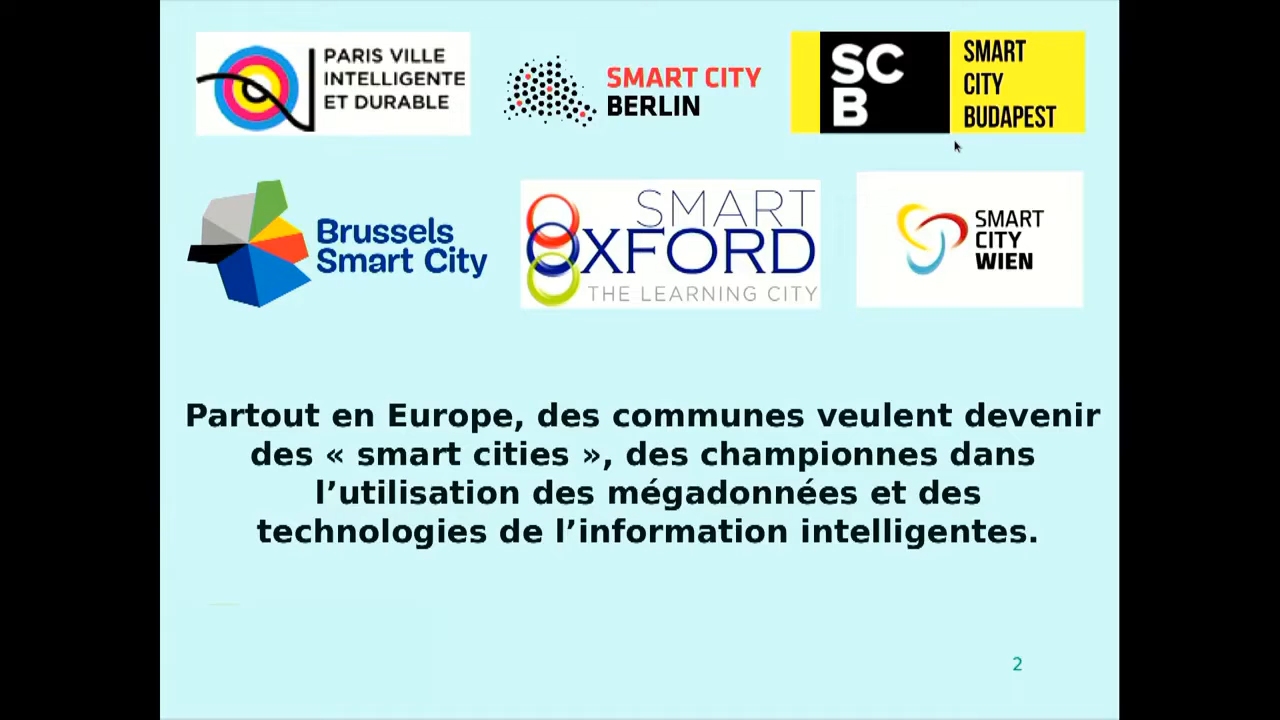 PARIS VILLE
INTELLIGENTE
ET DURABLE
SMART CITY
BERLIN
SC
B
SMART
CITY
BUDAPEST
Brussels
Smart City
SMART
OXFORD
THE LEARNING CITY
SMART
CITY
WIEN
Partout en Europe, des communes veulent devenir
des « smart cities », des championnes dans
l’utilisation des mégadonnées et des
technologies de l’information intelligentes.
2